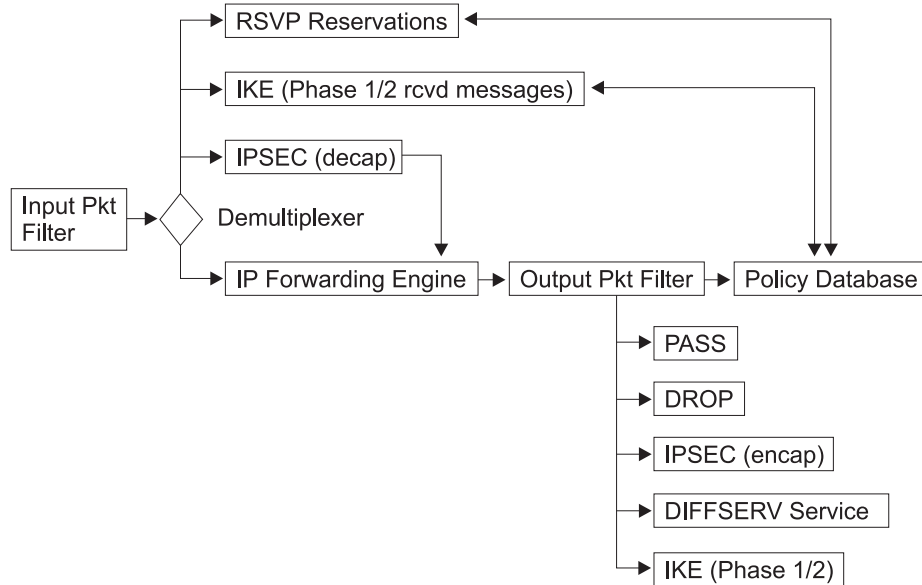 RSVP Reservations
IKE (Phase 1/2 rcvd messages)
IPSEC (decap)
Input Pkt
Filter
Demultiplexer
IP Forwarding Engine
Output Pkt Filter
Policy Database
PASS
DROP
IPSEC (encap)
DIFFSERV Service
IKE (Phase 1/2)